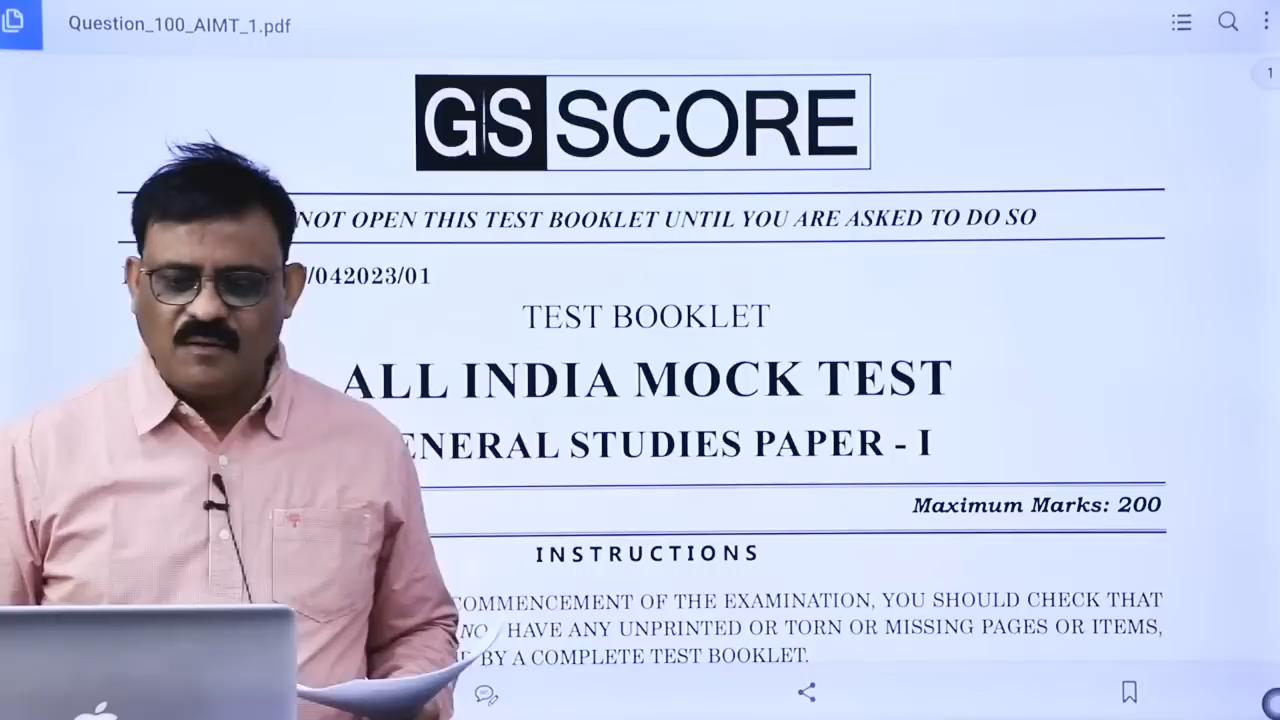 Question_100_AIMT_1.pdf
1
GS SCORE
NOT OPEN THIS TEST BOOKLET UNTIL YOU ARE ASKED TO DO SO
/042023/01
TEST BOOKLET
ALL INDIA MOCK TEST
ENERAL STUDIES PAPER - I
Maximum Marks: 200
INSTRUCTIONS
COMMENCEMENT OF THE EXAMINATION, YOU SHOULD CHECK THAT
NO HAVE ANY UNPRINTED OR TORN OR MISSING PAGES OR ITEMS,
BY A COMPLETE TEST BOOKLET.